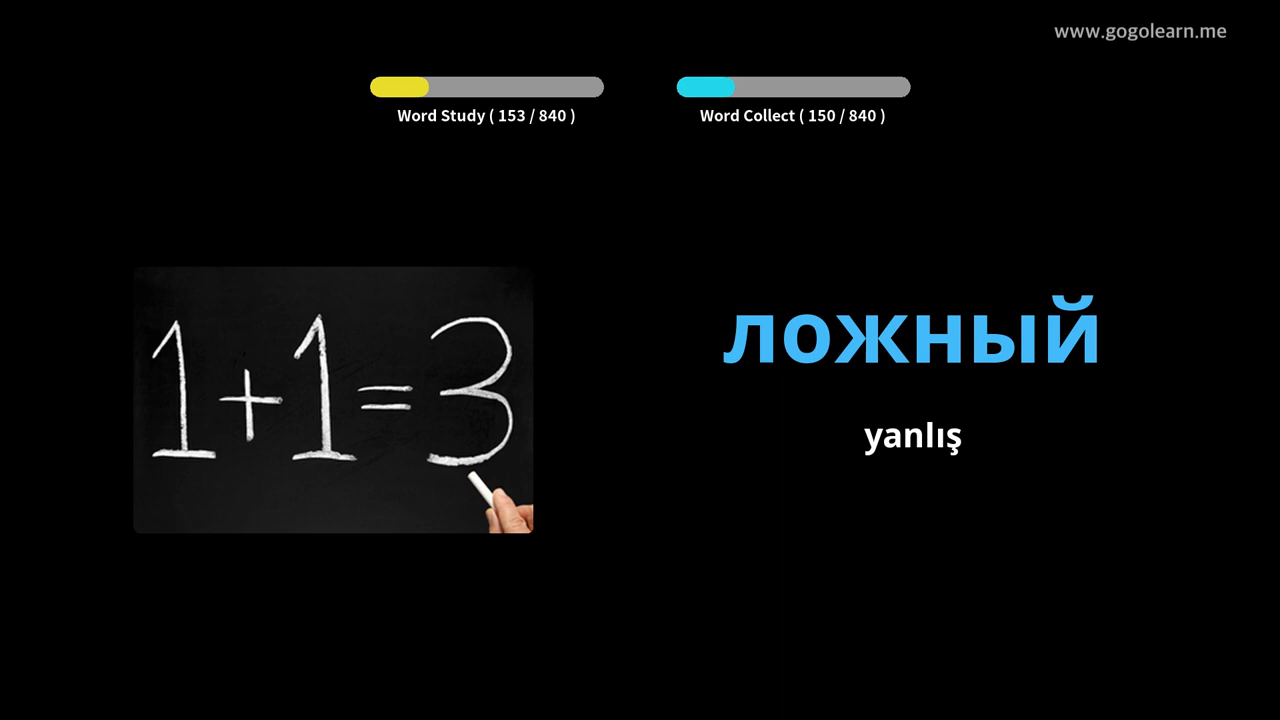 www.gogolearn.me
Word Study ( 153 / 840 )
Word Collect ( 150 / 840 )
1+1=3
ложный
yanlış